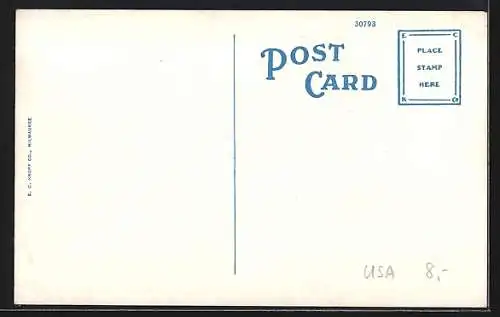 30793
POST CARD
E C
PLACE
STAMP
HERE
K Co
E. C. KROPP CO., MILWAUKEE
USA 8,-